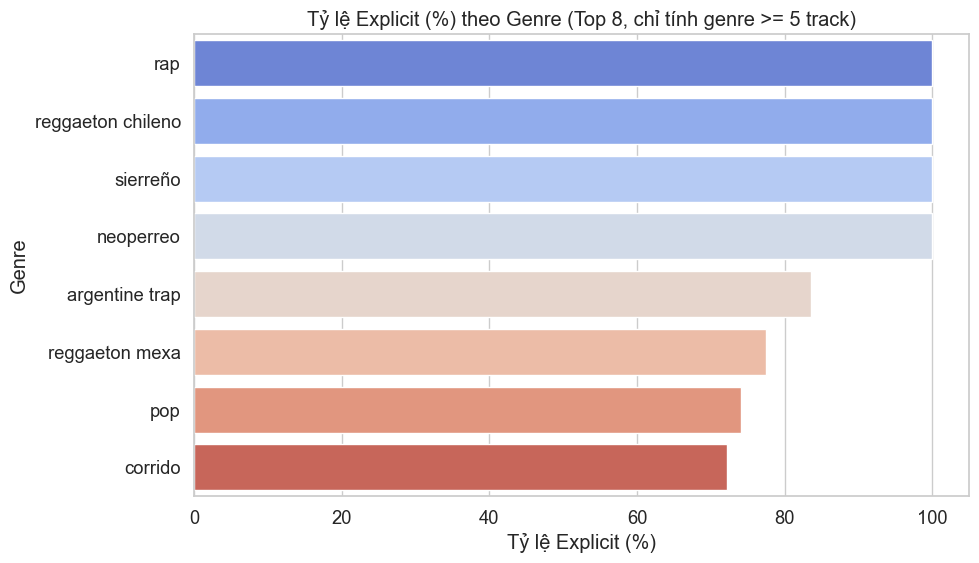 Tỷ lệ Explicit (%) theo Genre (Top 8, chỉ tính genre >= 5 track)
Genre
rap
reggaeton chileno
sierreño
neoperreo
argentine trap
reggaeton mexa
pop
corrido
0 20 40 60 80 100
Tỷ lệ Explicit (%)